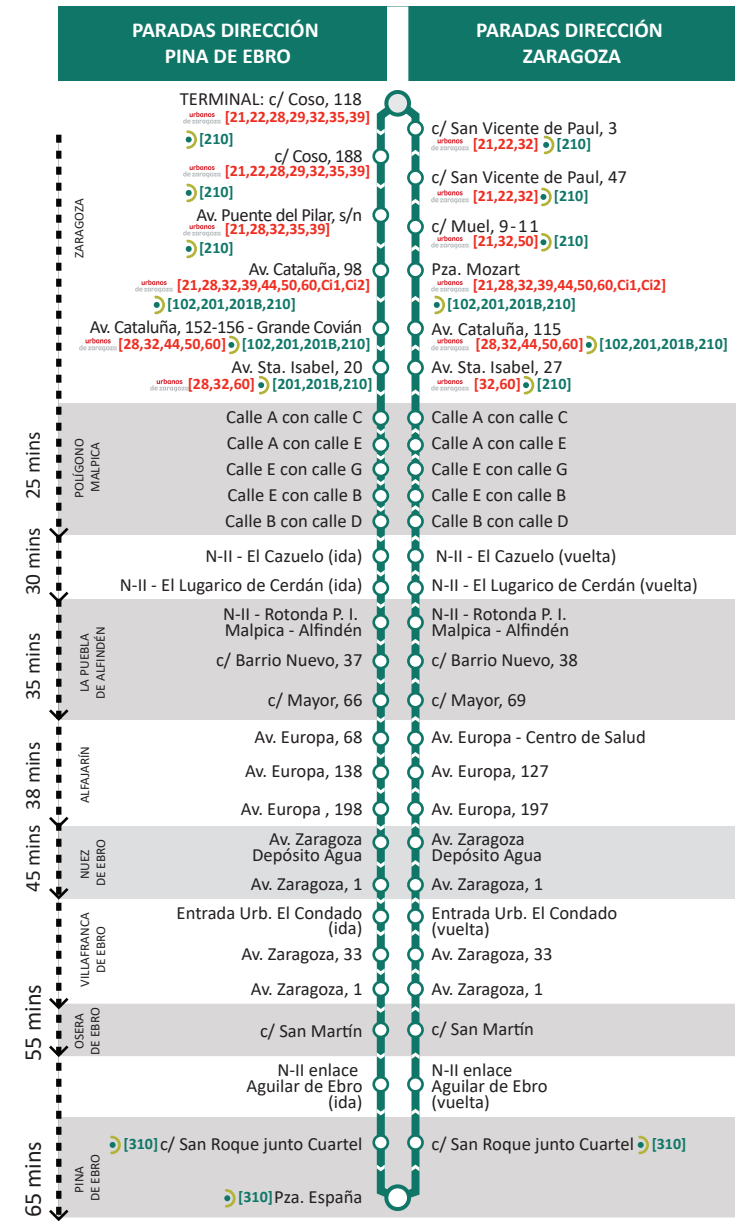 PARADAS DIRECCIÓN
PINA DE EBRO
PARADAS DIRECCIÓN
ZARAGOZA
ZARAGOZA
TERMINAL: c/ Coso, 118
urbanos
de zaragoza [21,22,28,29,32,35,39]
[210]
c/ San Vicente de Paul, 3
urbanos
de zaragoza [21,22,32] [210]
c/ Coso, 188
urbanos
de zaragoza [21,22,28,29,32,35,39]
[210]
c/ San Vicente de Paul, 47
urbanos
de zaragoza [21,22,32] [210]
Av. Puente del Pilar, s/n
urbanos
de zaragoza [21,28,32,35,39]
[210]
c/ Muel, 9-11
urbanos
de zaragoza [21,32,50] [210]
Av. Cataluña, 98
urbanos
de zaragoza [21,28,32,39,44,50,60,Ci1,Ci2]
[102,201,201B,210]
Pza. Mozart
urbanos
de zaragoza [21,28,32,39,44,50,60,Ci1,Ci2]
[102,201,201B,210]
Av. Cataluña, 152-156 - Grande Covián
urbanos
de zaragoza [28,32,44,50,60] [102,201,201B,210]
Av. Cataluña, 115
urbanos
de zaragoza [28,32,44,50,60] [102,201,201B,210]
Av. Sta. Isabel, 20
urbanos
de zaragoza [28,32,60] [201,201B,210]
Av. Sta. Isabel, 27
urbanos
de zaragoza [32,60] [210]
25 mins
POLÍGONO
MALPICA
Calle A con calle C
Calle A con calle C
Calle A con calle E
Calle A con calle E
Calle E con calle G
Calle E con calle G
Calle E con calle B
Calle E con calle B
Calle B con calle D
Calle B con calle D
30 mins
N-II - El Cazuelo (ida)
N-II - El Cazuelo (vuelta)
N-II - El Lugarico de Cerdán (ida)
N-II - El Lugarico de Cerdán (vuelta)
35 mins
LA PUEBLA
DE ALFINDÉN
N-II - Rotonda P. I.
Malpica - Alfindén
N-II - Rotonda P. I.
Malpica - Alfindén
c/ Barrio Nuevo, 37
c/ Barrio Nuevo, 38
c/ Mayor, 66
c/ Mayor, 69
38 mins
ALFAJARÍN
Av. Europa, 68
Av. Europa - Centro de Salud
Av. Europa, 138
Av. Europa, 127
Av. Europa , 198
Av. Europa, 197
45 mins
NUEZ
DE EBRO
Av. Zaragoza
Depósito Agua
Av. Zaragoza
Depósito Agua
Av. Zaragoza, 1
Av. Zaragoza, 1
VILLAFRANCA
DE EBRO
Entrada Urb. El Condado
(ida)
Entrada Urb. El Condado
(vuelta)
Av. Zaragoza, 33
Av. Zaragoza, 33
Av. Zaragoza, 1
Av. Zaragoza, 1
55 mins
OSERA
DE EBRO
c/ San Martín
c/ San Martín
N-II enlace
Aguilar de Ebro
(ida)
N-II enlace
Aguilar de Ebro
(vuelta)
65 mins
PINA
DE EBRO
[310] c/ San Roque junto Cuartel
c/ San Roque junto Cuartel [310]
[310] Pza. España